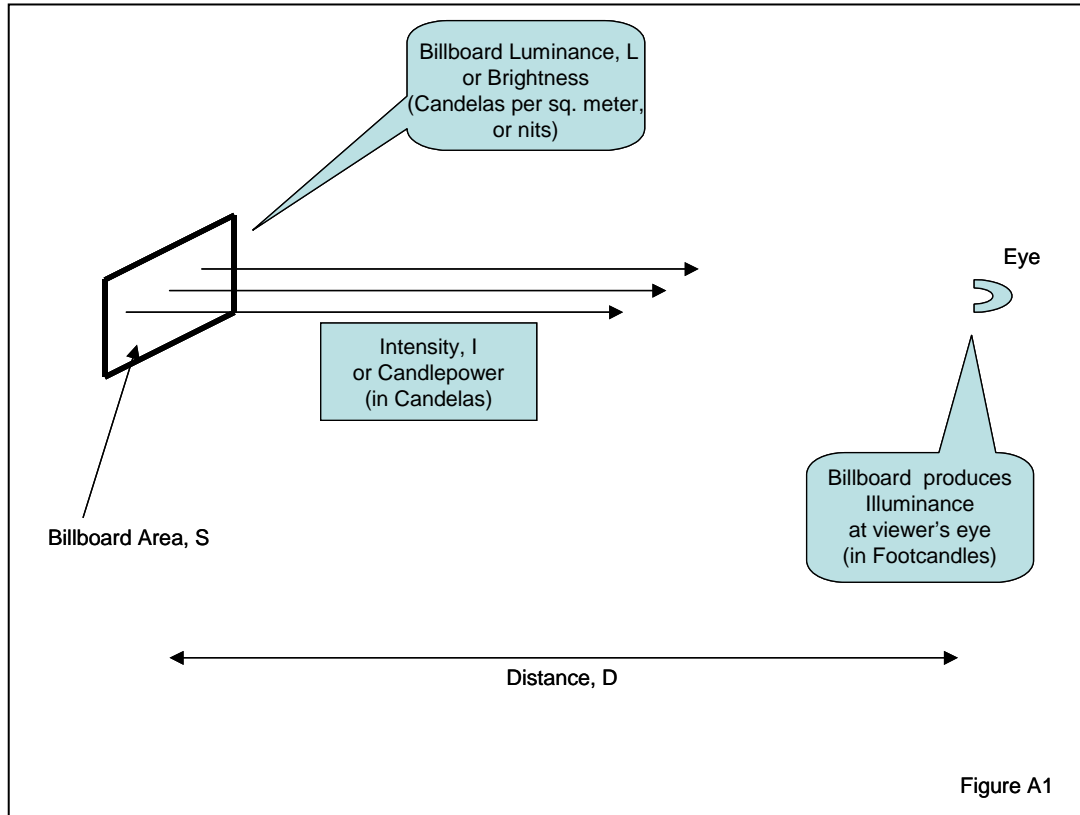 Billboard Luminance, L
or Brightness
(Candelas per sq. meter,
or nits)
Eye
Intensity, I
or Candlepower
(in Candelas)
Billboard produces
Illuminance
at viewer's eye
(in Footcandles)
Billboard Area, S
Distance, D
Figure A1